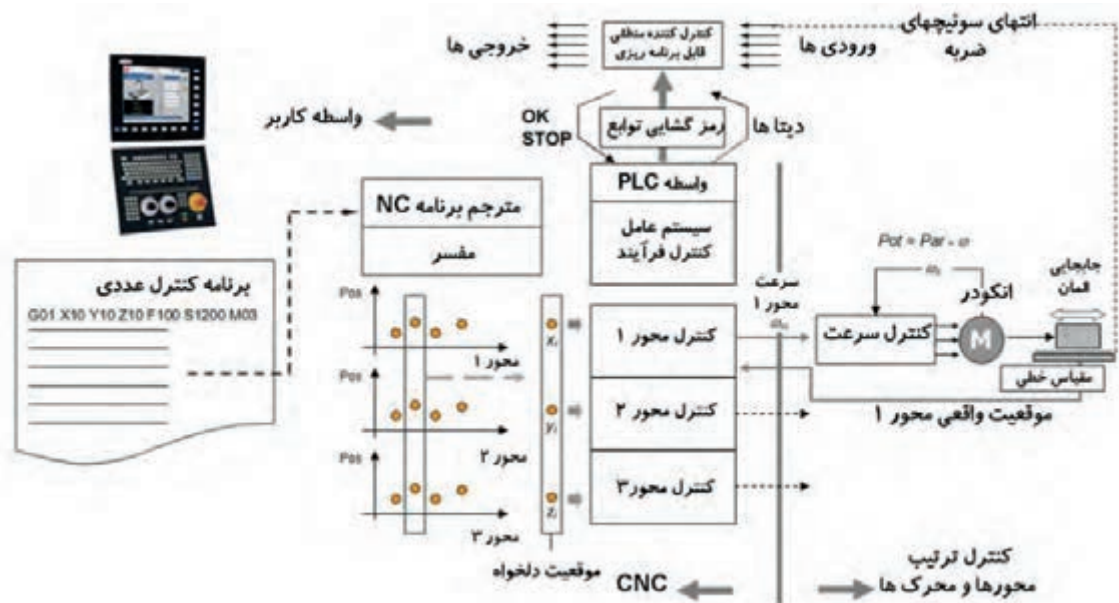 انتهای سوئیچهای
ضربه
ورودی ها
کنترل کننده منطقی
قابل برنامه ریزی
خروجی ها
واسطه کاربر
OK
STOP
رمز گشایی توابع
دیتا ها
واسطه PLC
سیستم عامل
کنترل فرآیند
مترجم برنامه NC
مفسر
برنامه کنترل عددی
G01 X10 Y10 Z10 F100 S1200 M03
Pos
محور ۱
Pos
محور ۲
Pos
محور ۳
xᵢ
yᵢ
zᵢ
موقعیت دلخواه
کنترل محور ۱
کنترل محور ۲
کنترل محور۳
سرعت
محور ۱
کنترل سرعت
انکودر
M
جابجایی
المان
مقیاس خطی
موقعیت واقعی محور ۱
CNC
کنترل ترتیب
محورها و محرک ها